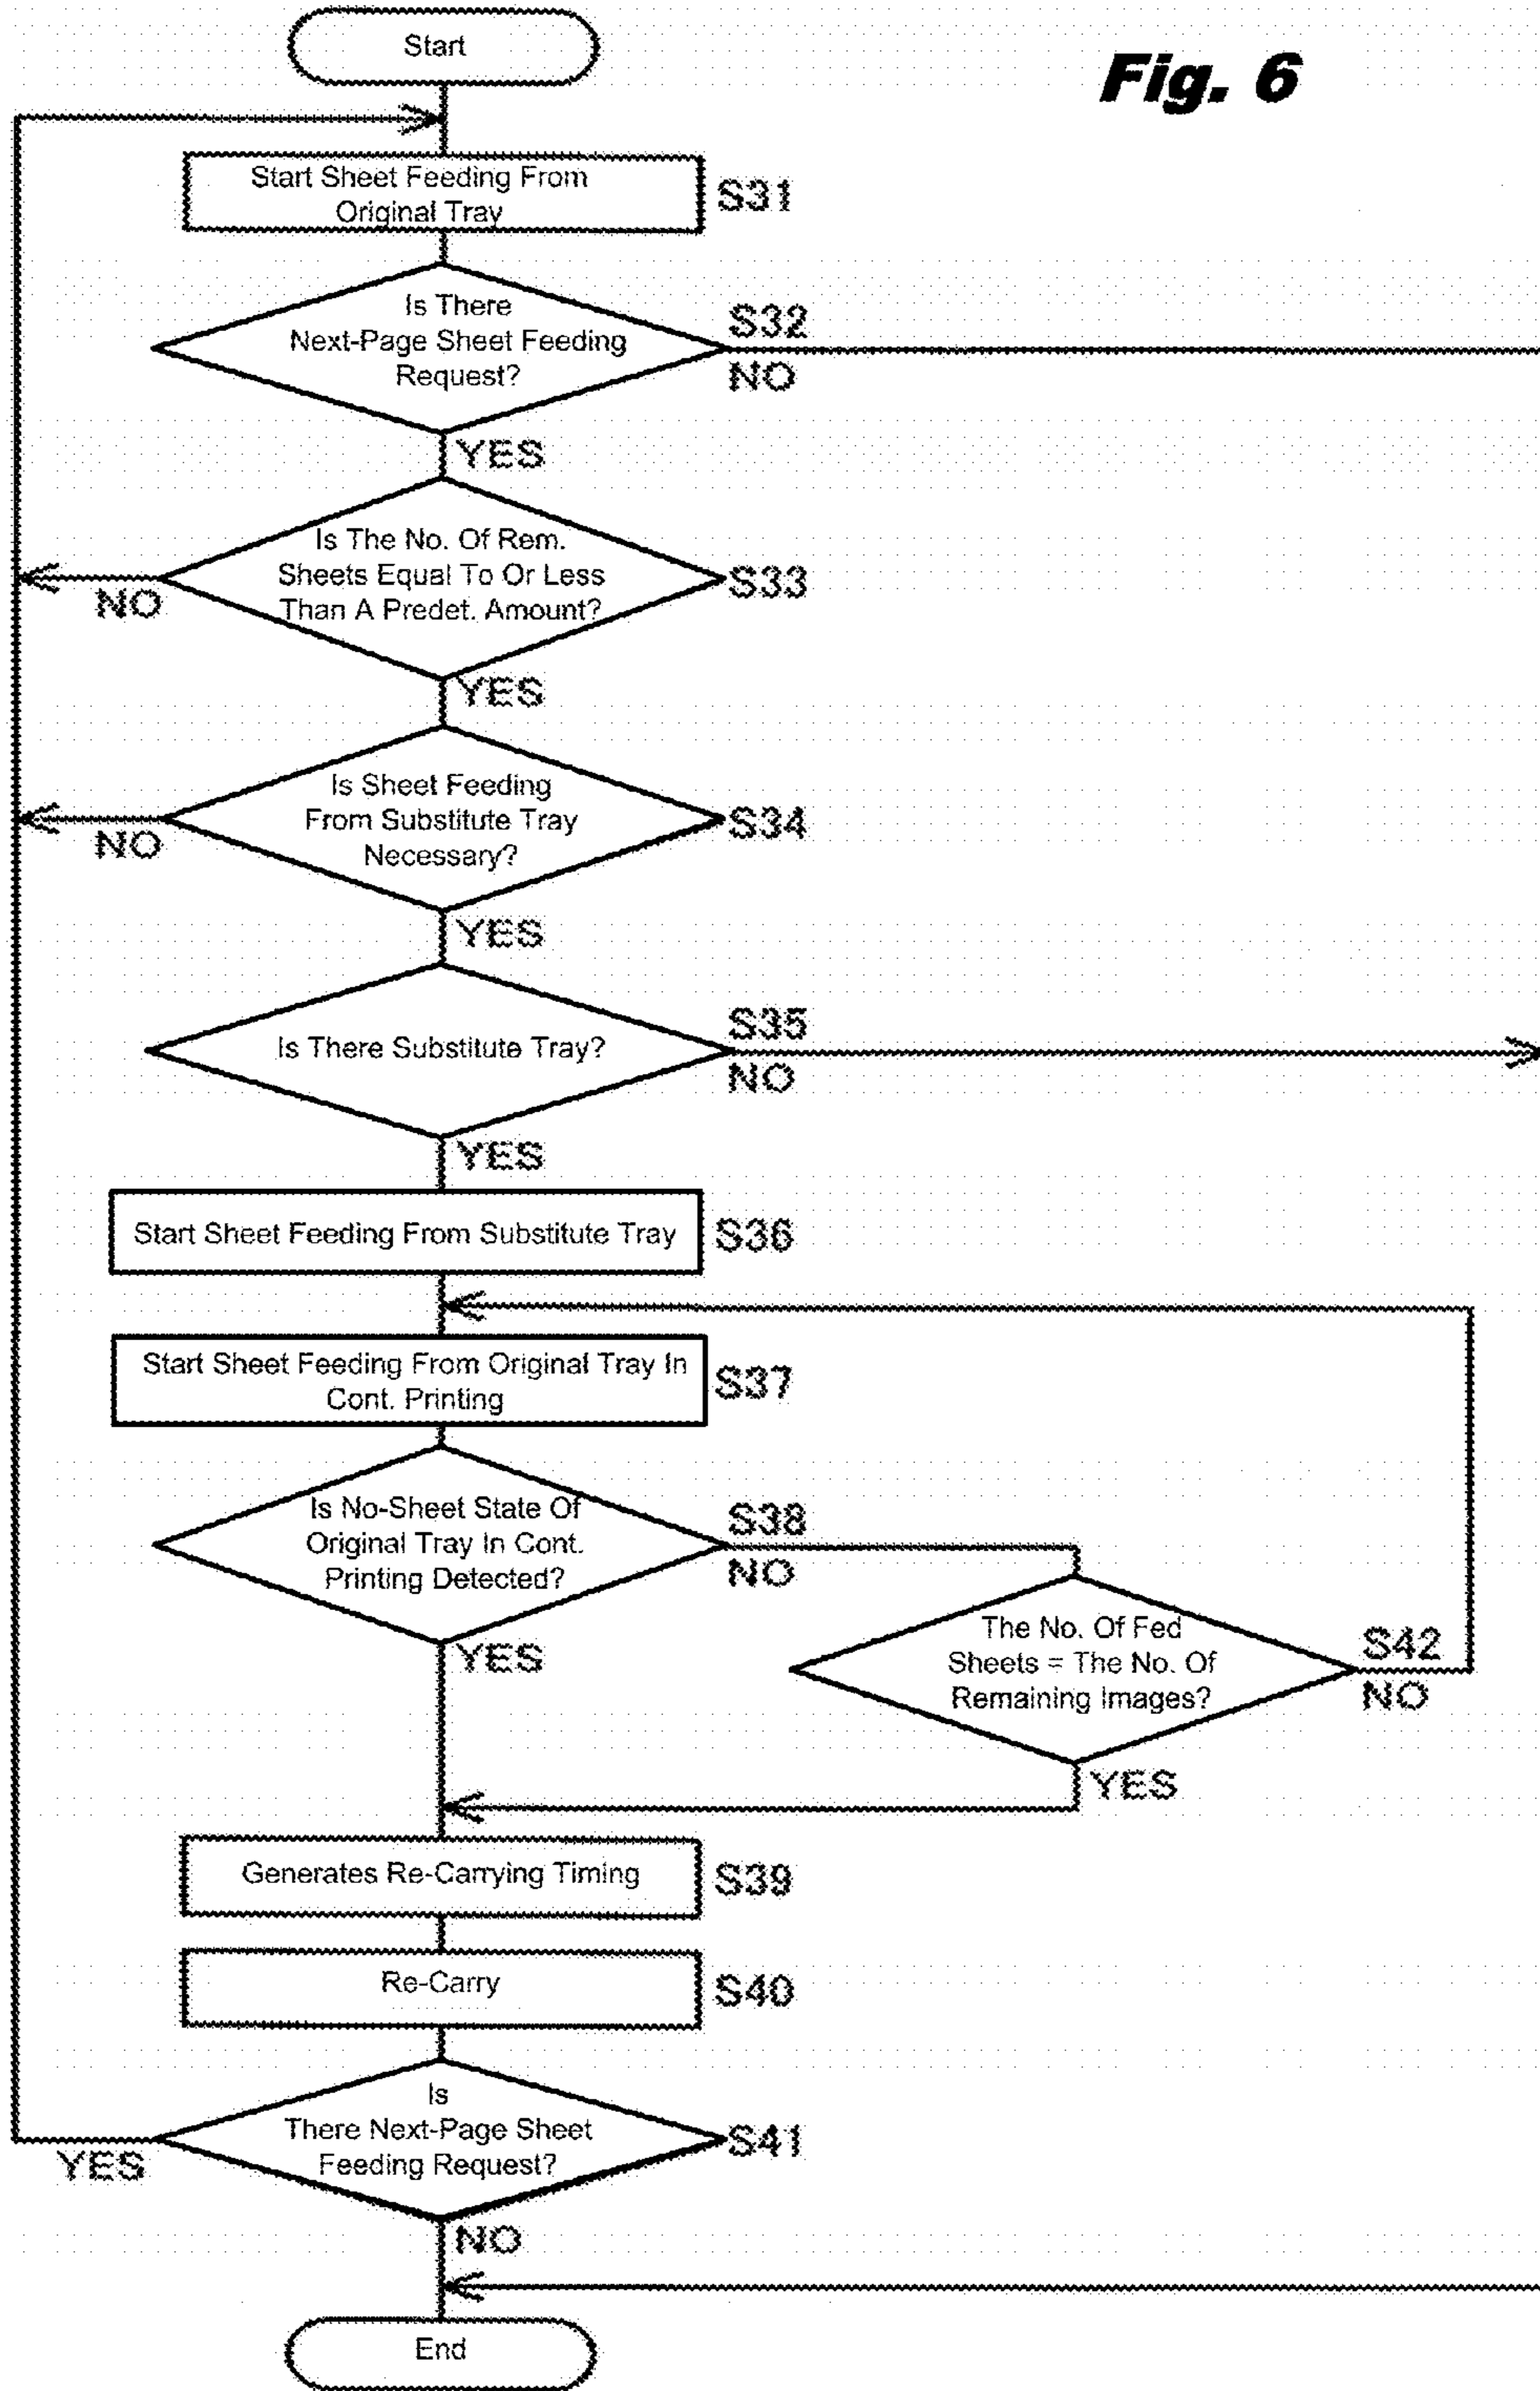 Fig. 6
Start
Start Sheet Feeding From
Original Tray
S31
Is There
Next-Page Sheet Feeding
Request?
S32
NO
YES
Is The No. Of Rem.
Sheets Equal To Or Less
Than A Predet. Amount?
S33
NO
YES
Is Sheet Feeding
From Substitute Tray
Necessary?
S34
NO
YES
Is There Substitute Tray?
S35
NO
YES
Start Sheet Feeding From Substitute Tray
S36
Start Sheet Feeding From Original Tray In
Cont. Printing
S37
Is No-Sheet State Of
Original Tray In Cont.
Printing Detected?
S38
NO
YES
The No. Of Fed
Sheets = The No. Of
Remaining Images?
S42
NO
YES
Generates Re-Carrying Timing
S39
Re-Carry
S40
Is
There Next-Page Sheet
Feeding Request?
S41
YES
NO
End